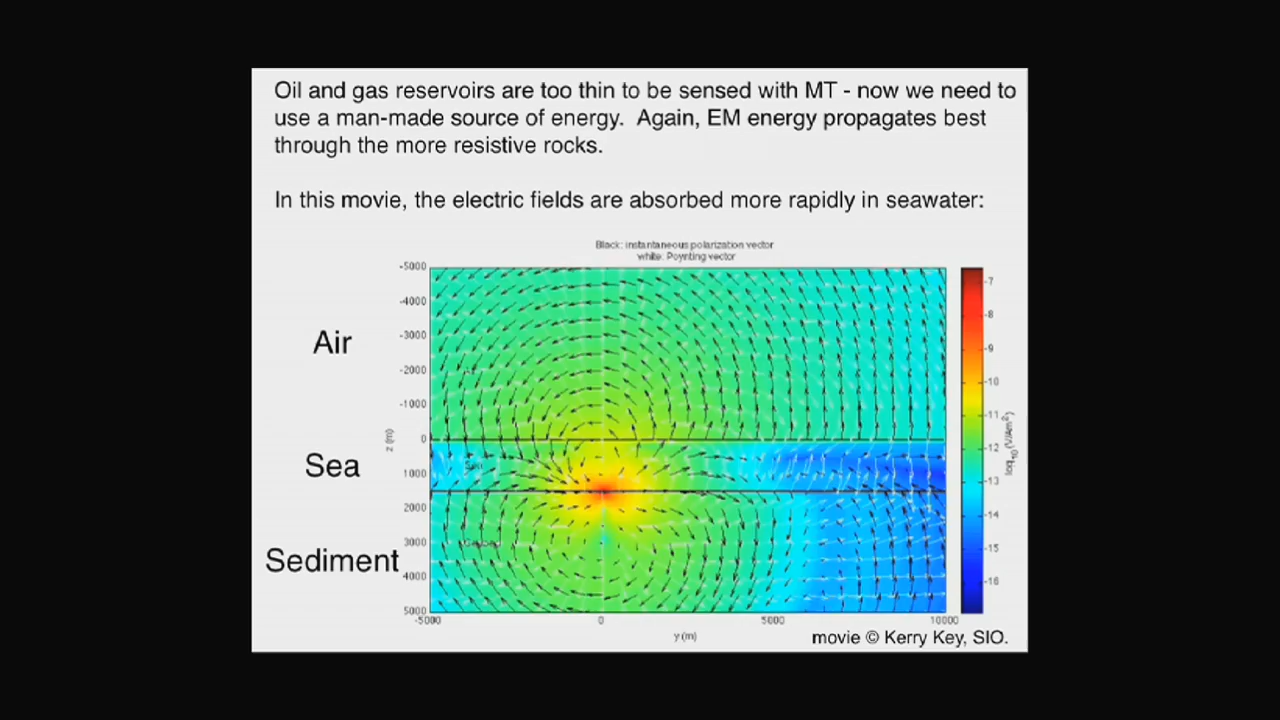 Oil and gas reservoirs are too thin to be sensed with MT - now we need to
use a man-made source of energy.  Again, EM energy propagates best
through the more resistive rocks.
In this movie, the electric fields are absorbed more rapidly in seawater:
Black: instantaneous polarization vector
white: Poynting vector
-5000
-4000
-3000
-2000
-1000
0
1000
2000
3000
4000
5000
z (m)
Air
Sea
Sediment
-5000
0
5000
10000
y (m)
-7
-8
-9
-10
-11
-12
-13
-14
-15
-16
log10(V/Am2)
movie © Kerry Key, SIO.